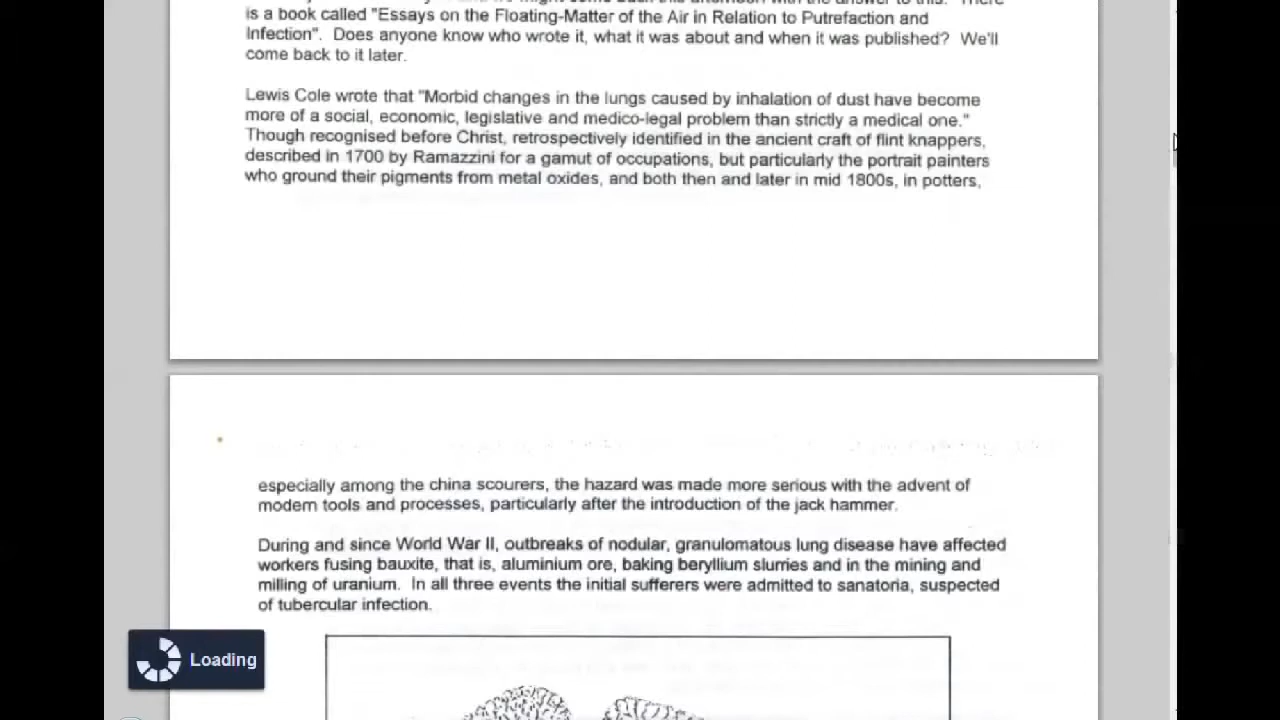 is a book called "Essays on the Floating-Matter of the Air in Relation to Putrefaction and
Infection". Does anyone know who wrote it, what it was about and when it was published? We'll
come back to it later.
Lewis Cole wrote that "Morbid changes in the lungs caused by inhalation of dust have become
more of a social, economic, legislative and medico-legal problem than strictly a medical one."
Though recognised before Christ, retrospectively identified in the ancient craft of flint knappers,
described in 1700 by Ramazzini for a gamut of occupations, but particularly the portrait painters
who ground their pigments from metal oxides, and both then and later in mid 1800s, in potters,
especially among the china scourers, the hazard was made more serious with the advent of
modern tools and processes, particularly after the introduction of the jack hammer.
During and since World War II, outbreaks of nodular, granulomatous lung disease have affected
workers fusing bauxite, that is, aluminium ore, baking beryllium slurries and in the mining and
milling of uranium. In all three events the initial sufferers were admitted to sanatoria, suspected
of tubercular infection.
Loading